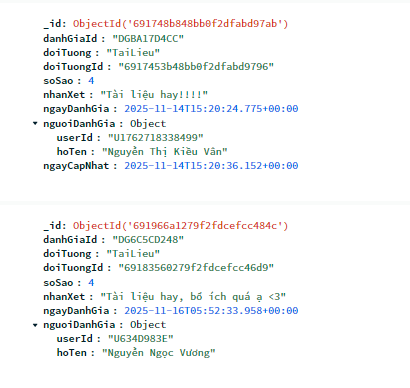 _id: ObjectId('691748b848bb0f2dfabd97ab')
danhGiaId : "DGBA17D4CC"
doiTuong : "TaiLieu"
doiTuongId : "6917453b48bb0f2dfabd9796"
soSao : 4
nhanXet : "Tài liệu hay!!!!"
ngayDanhGia : 2025-11-14T15:20:24.775+00:00
nguoiDanhGia : Object
userId : "U1762718338499"
hoTen : "Nguyễn Thị Kiều Vân"
ngayCapNhat : 2025-11-14T15:20:36.152+00:00
_id: ObjectId('691966a1279f2fdcefcc484c')
danhGiaId : "DG6C5CD248"
doiTuong : "TaiLieu"
doiTuongId : "69183560279f2fdcefcc46d9"
soSao : 4
nhanXet : "Tài liệu hay, bổ ích quá ạ <3"
ngayDanhGia : 2025-11-16T05:52:33.958+00:00
nguoiDanhGia : Object
userId : "U634D983E"
hoTen : "Nguyễn Ngọc Vương"